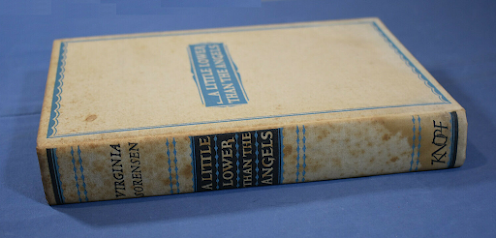 ...A LITTLE LOWER
THAN THE ANGELS
VIRGINIA
SORENSEN
A LITTLE
LOWER
THAN THE
ANGELS
KNOPF